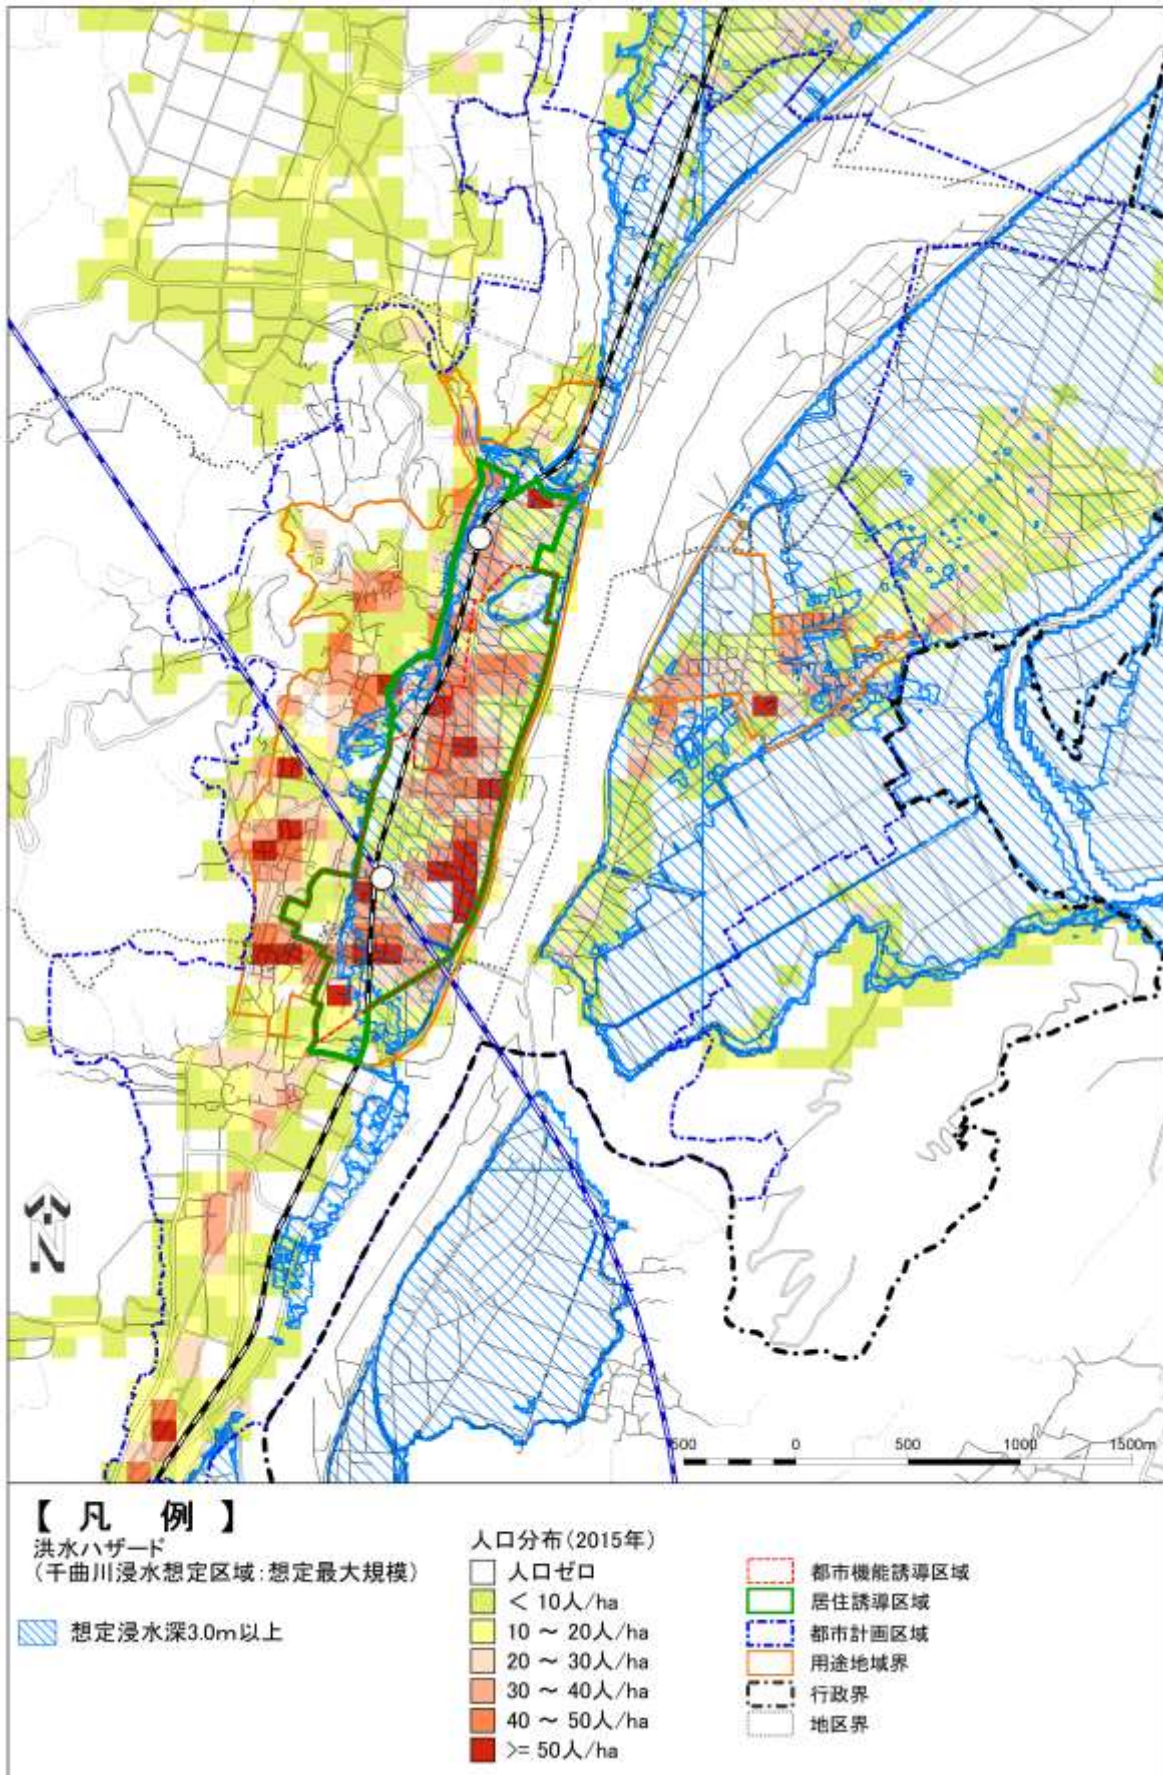 N
500 0 500 1000 1500m
【 凡 例 】
洪水ハザード
(千曲川浸水想定区域:想定最大規模)
想定浸水深3.0m以上
人口分布(2015年)
人口ゼロ
< 10人/ha
10 ～ 20人/ha
20 ～ 30人/ha
30 ～ 40人/ha
40 ～ 50人/ha
>= 50人/ha
都市機能誘導区域
居住誘導区域
都市計画区域
用途地域界
行政界
地区界